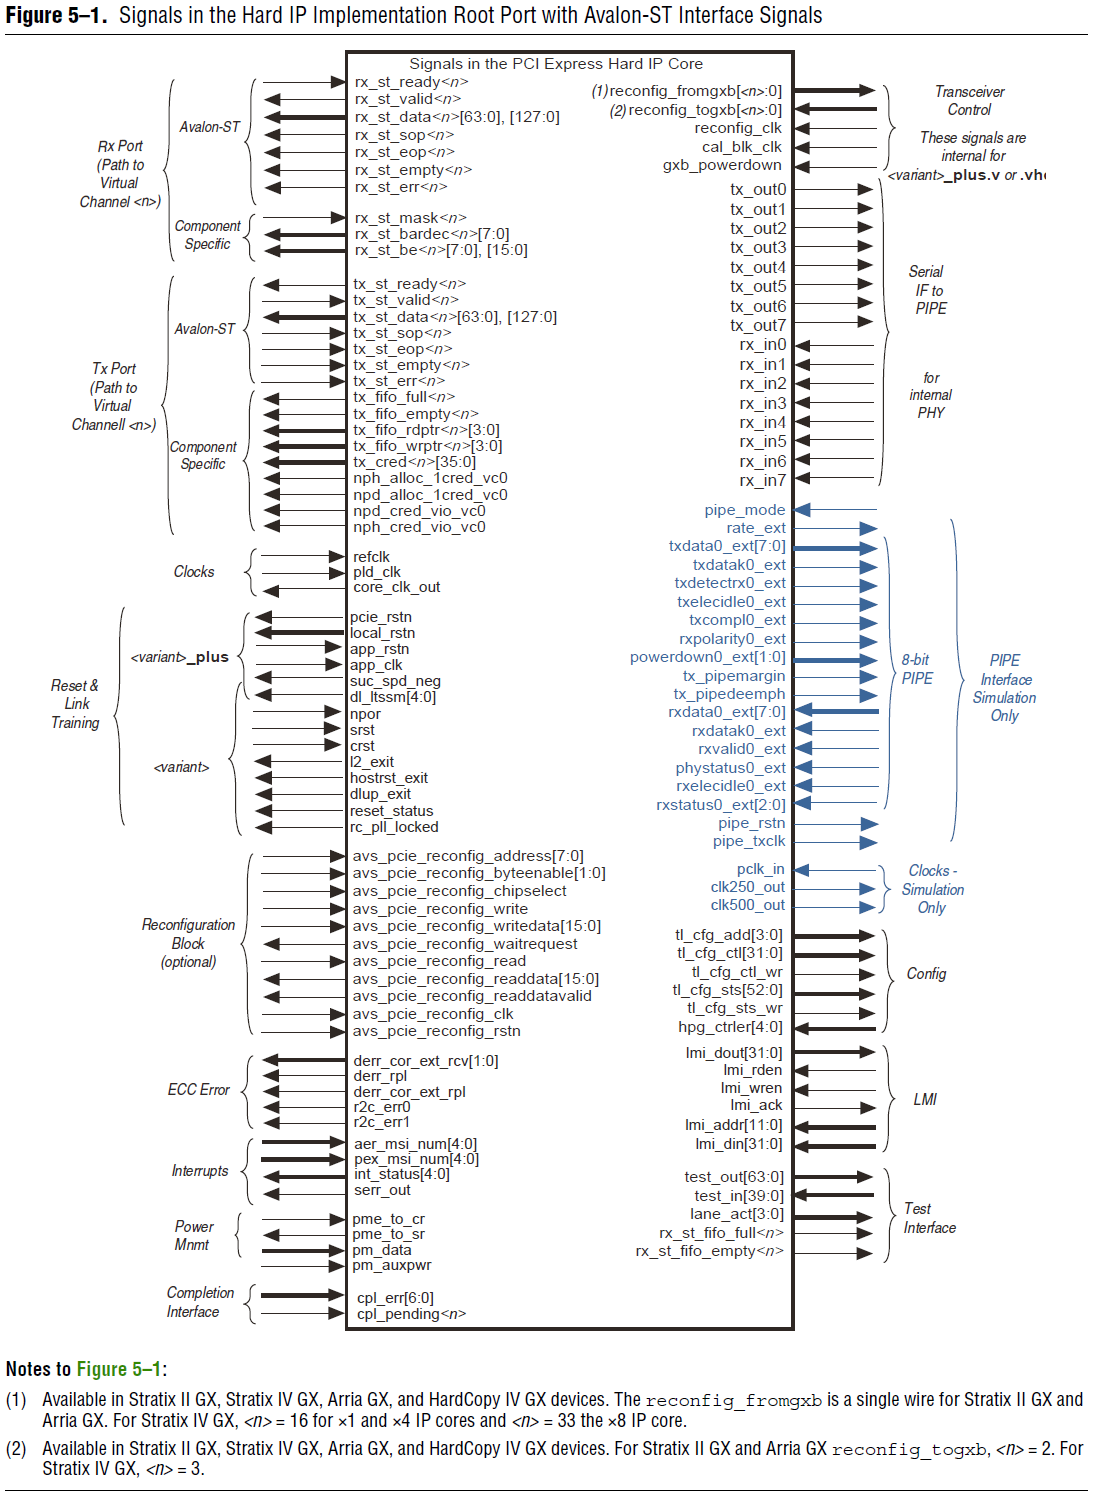 Figure 5–1. Signals in the Hard IP Implementation Root Port with Avalon-ST Interface Signals
Signals in the PCI Express Hard IP Core
Rx Port
(Path to
Virtual
Channel <n>)
Avalon-ST
rx_st_ready<n>
rx_st_valid<n>
rx_st_data<n>[63:0], [127:0]
rx_st_sop<n>
rx_st_eop<n>
rx_st_empty<n>
rx_st_err<n>
Component
Specific
rx_st_mask<n>
rx_st_bardec<n>[7:0]
rx_st_be<n>[7:0], [15:0]
Tx Port
(Path to
Virtual
Channell <n>)
Avalon-ST
tx_st_ready<n>
tx_st_valid<n>
tx_st_data<n>[63:0], [127:0]
tx_st_sop<n>
tx_st_eop<n>
tx_st_empty<n>
tx_st_err<n>
Component
Specific
tx_fifo_full<n>
tx_fifo_empty<n>
tx_fifo_rdptr<n>[3:0]
tx_fifo_wrptr<n>[3:0]
tx_cred<n>[35:0]
nph_alloc_1cred_vc0
npd_alloc_1cred_vc0
npd_cred_vio_vc0
nph_cred_vio_vc0
Clocks
refclk
pld_clk
core_clk_out
Reset &
Link
Training
<variant>_plus
pcie_rstn
local_rstn
app_rstn
app_clk
suc_spd_neg
dl_ltssm[4:0]
<variant>
npor
srst
crst
l2_exit
hostrst_exit
dlup_exit
reset_status
rc_pll_locked
Reconfiguration
Block
(optional)
avs_pcie_reconfig_address[7:0]
avs_pcie_reconfig_byteenable[1:0]
avs_pcie_reconfig_chipselect
avs_pcie_reconfig_write
avs_pcie_reconfig_writedata[15:0]
avs_pcie_reconfig_waitrequest
avs_pcie_reconfig_read
avs_pcie_reconfig_readdata[15:0]
avs_pcie_reconfig_readdatavalid
avs_pcie_reconfig_clk
avs_pcie_reconfig_rstn
ECC Error
derr_cor_ext_rcv[1:0]
derr_rpl
derr_cor_ext_rpl
r2c_err0
r2c_err1
Interrupts
aer_msi_num[4:0]
pex_msi_num[4:0]
int_status[4:0]
serr_out
Power
Mnmt
pme_to_cr
pme_to_sr
pm_data
pm_auxpwr
Completion
Interface
cpl_err[6:0]
cpl_pending<n>
(1) reconfig_fromgxb[<n>:0]
(2) reconfig_togxb[<n>:0]
reconfig_clk
cal_blk_clk
gxb_powerdown
Transceiver
Control
These signals are
internal for
<variant>_plus.v or .vhd
tx_out0
tx_out1
tx_out2
tx_out3
tx_out4
tx_out5
tx_out6
tx_out7
rx_in0
rx_in1
rx_in2
rx_in3
rx_in4
rx_in5
rx_in6
rx_in7
Serial
IF to
PIPE
for
internal
PHY
pipe_mode
rate_ext
txdata0_ext[7:0]
txdatak0_ext
txdetectrx0_ext
txelecidle0_ext
txcompl0_ext
rxpolarity0_ext
powerdown0_ext[1:0]
tx_pipemargin
tx_pipedeemph
rxdata0_ext[7:0]
rxdatak0_ext
rxvalid0_ext
phystatus0_ext
rxelecidle0_ext
rxstatus0_ext[2:0]
pipe_rstn
pipe_txclk
8-bit
PIPE
PIPE
Interface
Simulation
Only
pclk_in
clk250_out
clk500_out
Clocks -
Simulation
Only
tl_cfg_add[3:0]
tl_cfg_ctl[31:0]
tl_cfg_ctl_wr
tl_cfg_sts[52:0]
tl_cfg_sts_wr
hpg_ctrler[4:0]
Config
lmi_dout[31:0]
lmi_rden
lmi_wren
lmi_ack
lmi_addr[11:0]
lmi_din[31:0]
LMI
test_out[63:0]
test_in[39:0]
lane_act[3:0]
rx_st_fifo_full<n>
rx_st_fifo_empty<n>
Test
Interface
Notes to Figure 5–1:
(1) Available in Stratix II GX, Stratix IV GX, Arria GX, and HardCopy IV GX devices. The reconfig_fromgxb is a single wire for Stratix II GX and
Arria GX. For Stratix IV GX, <n> = 16 for ×1 and ×4 IP cores and <n> = 33 the ×8 IP core.
(2) Available in Stratix II GX, Stratix IV GX, Arria GX, and HardCopy IV GX devices. For Stratix II GX and Arria GX reconfig_togxb, <n> = 2. For
Stratix IV GX, <n> = 3.